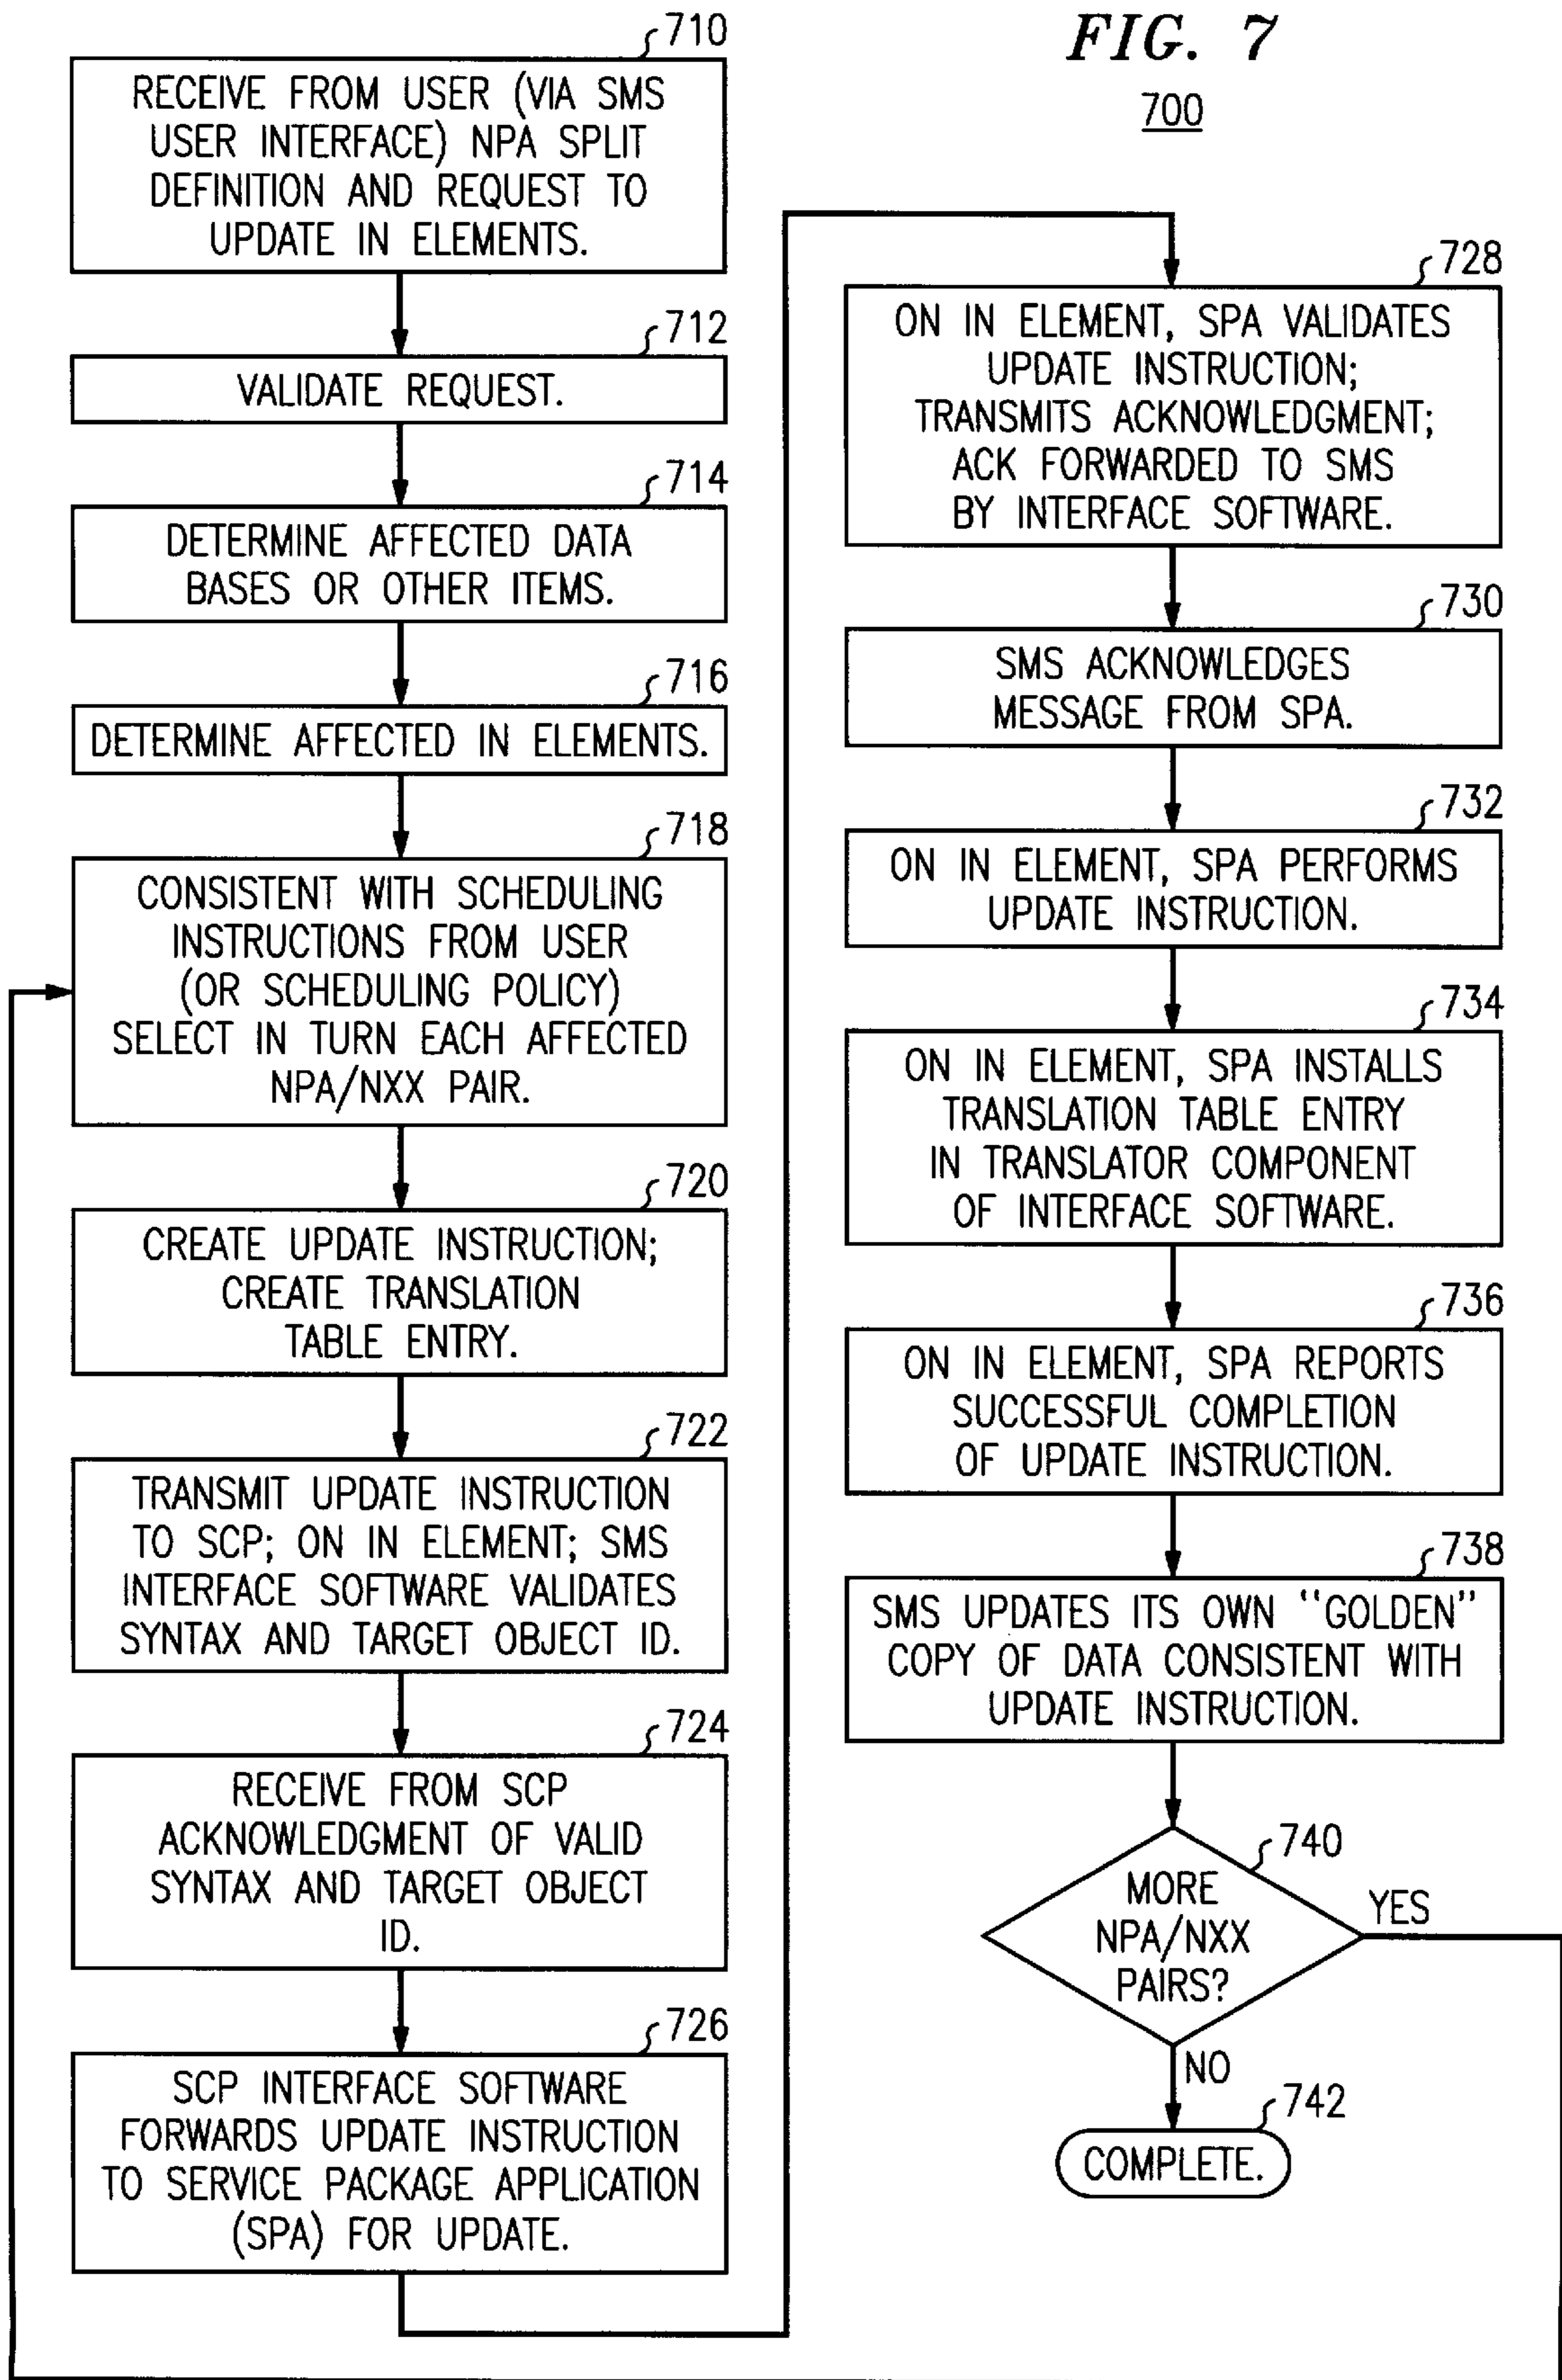 FIG. 7
700
710
RECEIVE FROM USER (VIA SMS
USER INTERFACE) NPA SPLIT
DEFINITION AND REQUEST TO
UPDATE IN ELEMENTS.
712
VALIDATE REQUEST.
714
DETERMINE AFFECTED DATA
BASES OR OTHER ITEMS.
716
DETERMINE AFFECTED IN ELEMENTS.
718
CONSISTENT WITH SCHEDULING
INSTRUCTIONS FROM USER
(OR SCHEDULING POLICY)
SELECT IN TURN EACH AFFECTED
NPA/NXX PAIR.
720
CREATE UPDATE INSTRUCTION;
CREATE TRANSLATION
TABLE ENTRY.
722
TRANSMIT UPDATE INSTRUCTION
TO SCP; ON IN ELEMENT; SMS
INTERFACE SOFTWARE VALIDATES
SYNTAX AND TARGET OBJECT ID.
724
RECEIVE FROM SCP
ACKNOWLEDGMENT OF VALID
SYNTAX AND TARGET OBJECT
ID.
726
SCP INTERFACE SOFTWARE
FORWARDS UPDATE INSTRUCTION
TO SERVICE PACKAGE APPLICATION
(SPA) FOR UPDATE.
728
ON IN ELEMENT, SPA VALIDATES
UPDATE INSTRUCTION;
TRANSMITS ACKNOWLEDGMENT;
ACK FORWARDED TO SMS
BY INTERFACE SOFTWARE.
730
SMS ACKNOWLEDGES
MESSAGE FROM SPA.
732
ON IN ELEMENT, SPA PERFORMS
UPDATE INSTRUCTION.
734
ON IN ELEMENT, SPA INSTALLS
TRANSLATION TABLE ENTRY
IN TRANSLATOR COMPONENT
OF INTERFACE SOFTWARE.
736
ON IN ELEMENT, SPA REPORTS
SUCCESSFUL COMPLETION
OF UPDATE INSTRUCTION.
738
SMS UPDATES ITS OWN "GOLDEN"
COPY OF DATA CONSISTENT WITH
UPDATE INSTRUCTION.
740
MORE
NPA/NXX
PAIRS?
YES
NO
742
COMPLETE.